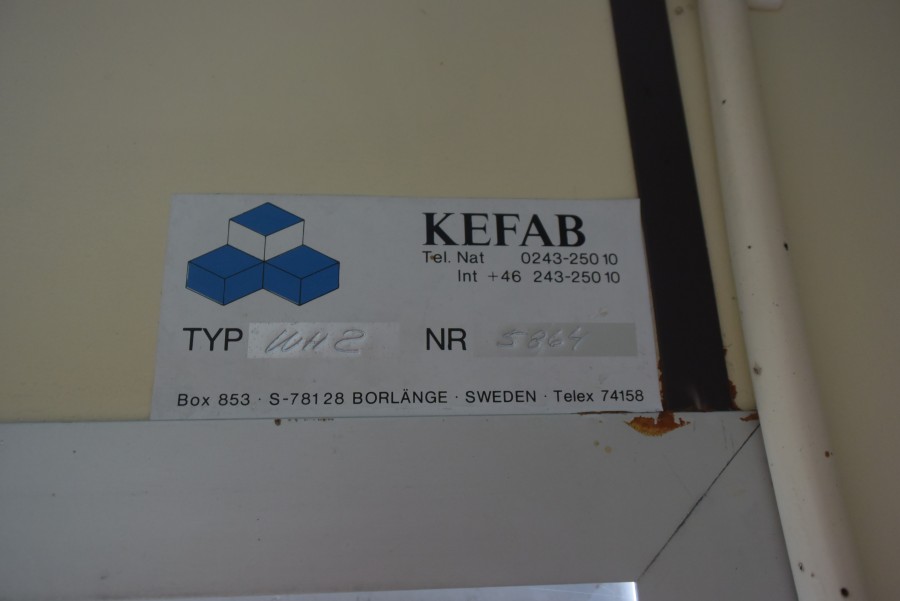 KEFAB
Tel. Nat 0243-250 10
Int +46 243-250 10
TYP WH2 NR 5864
Box 853 · S-781 28 BORLÄNGE · SWEDEN · Telex 74158